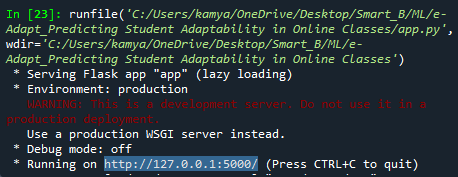 In [23]: runfile('C:/Users/kamya/OneDrive/Desktop/Smart_B/ML/e-
Adapt_Predicting Student Adaptability in Online Classes/app.py',
wdir='C:/Users/kamya/OneDrive/Desktop/Smart_B/ML/e-
Adapt_Predicting Student Adaptability in Online Classes')
* Serving Flask app "app" (lazy loading)
* Environment: production
WARNING: This is a development server. Do not use it in a
production deployment.
Use a production WSGI server instead.
* Debug mode: off
* Running on http://127.0.0.1:5000/ (Press CTRL+C to quit)